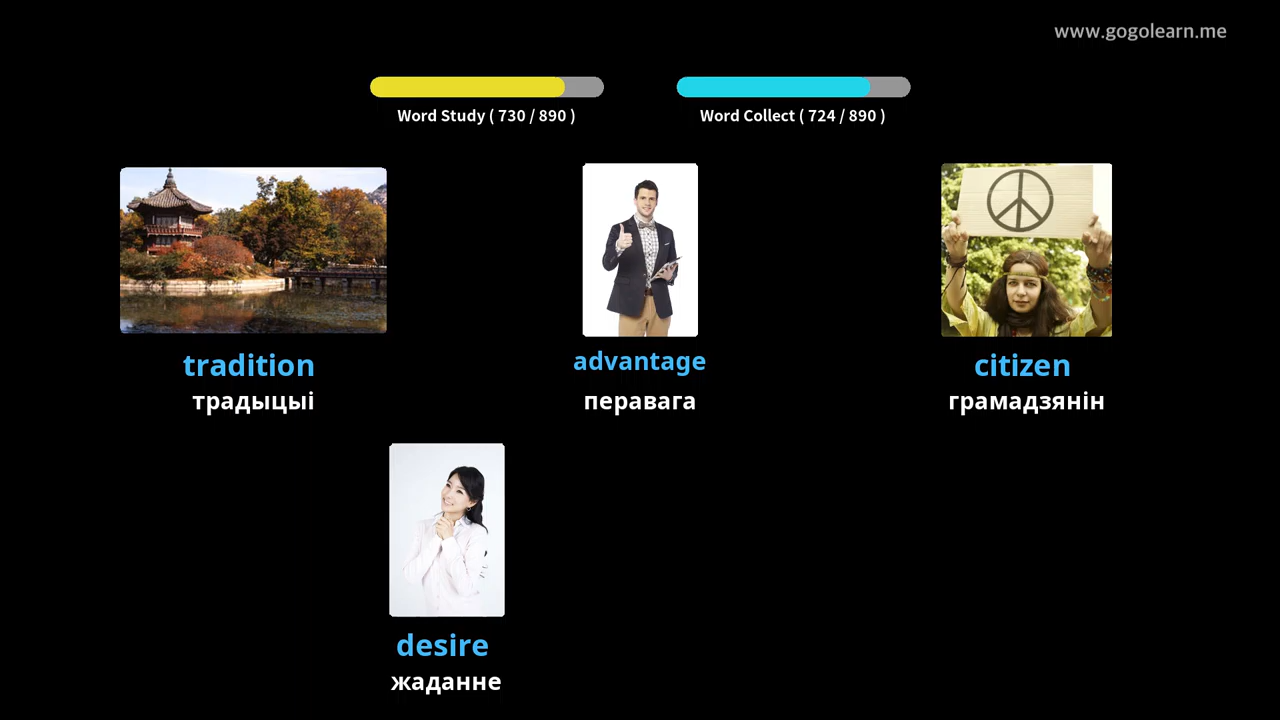 www.gogolearn.me
Word Study ( 730 / 890 )
Word Collect ( 724 / 890 )
tradition
традыцыі
advantage
перавага
citizen
грамадзянін
desire
жаданне